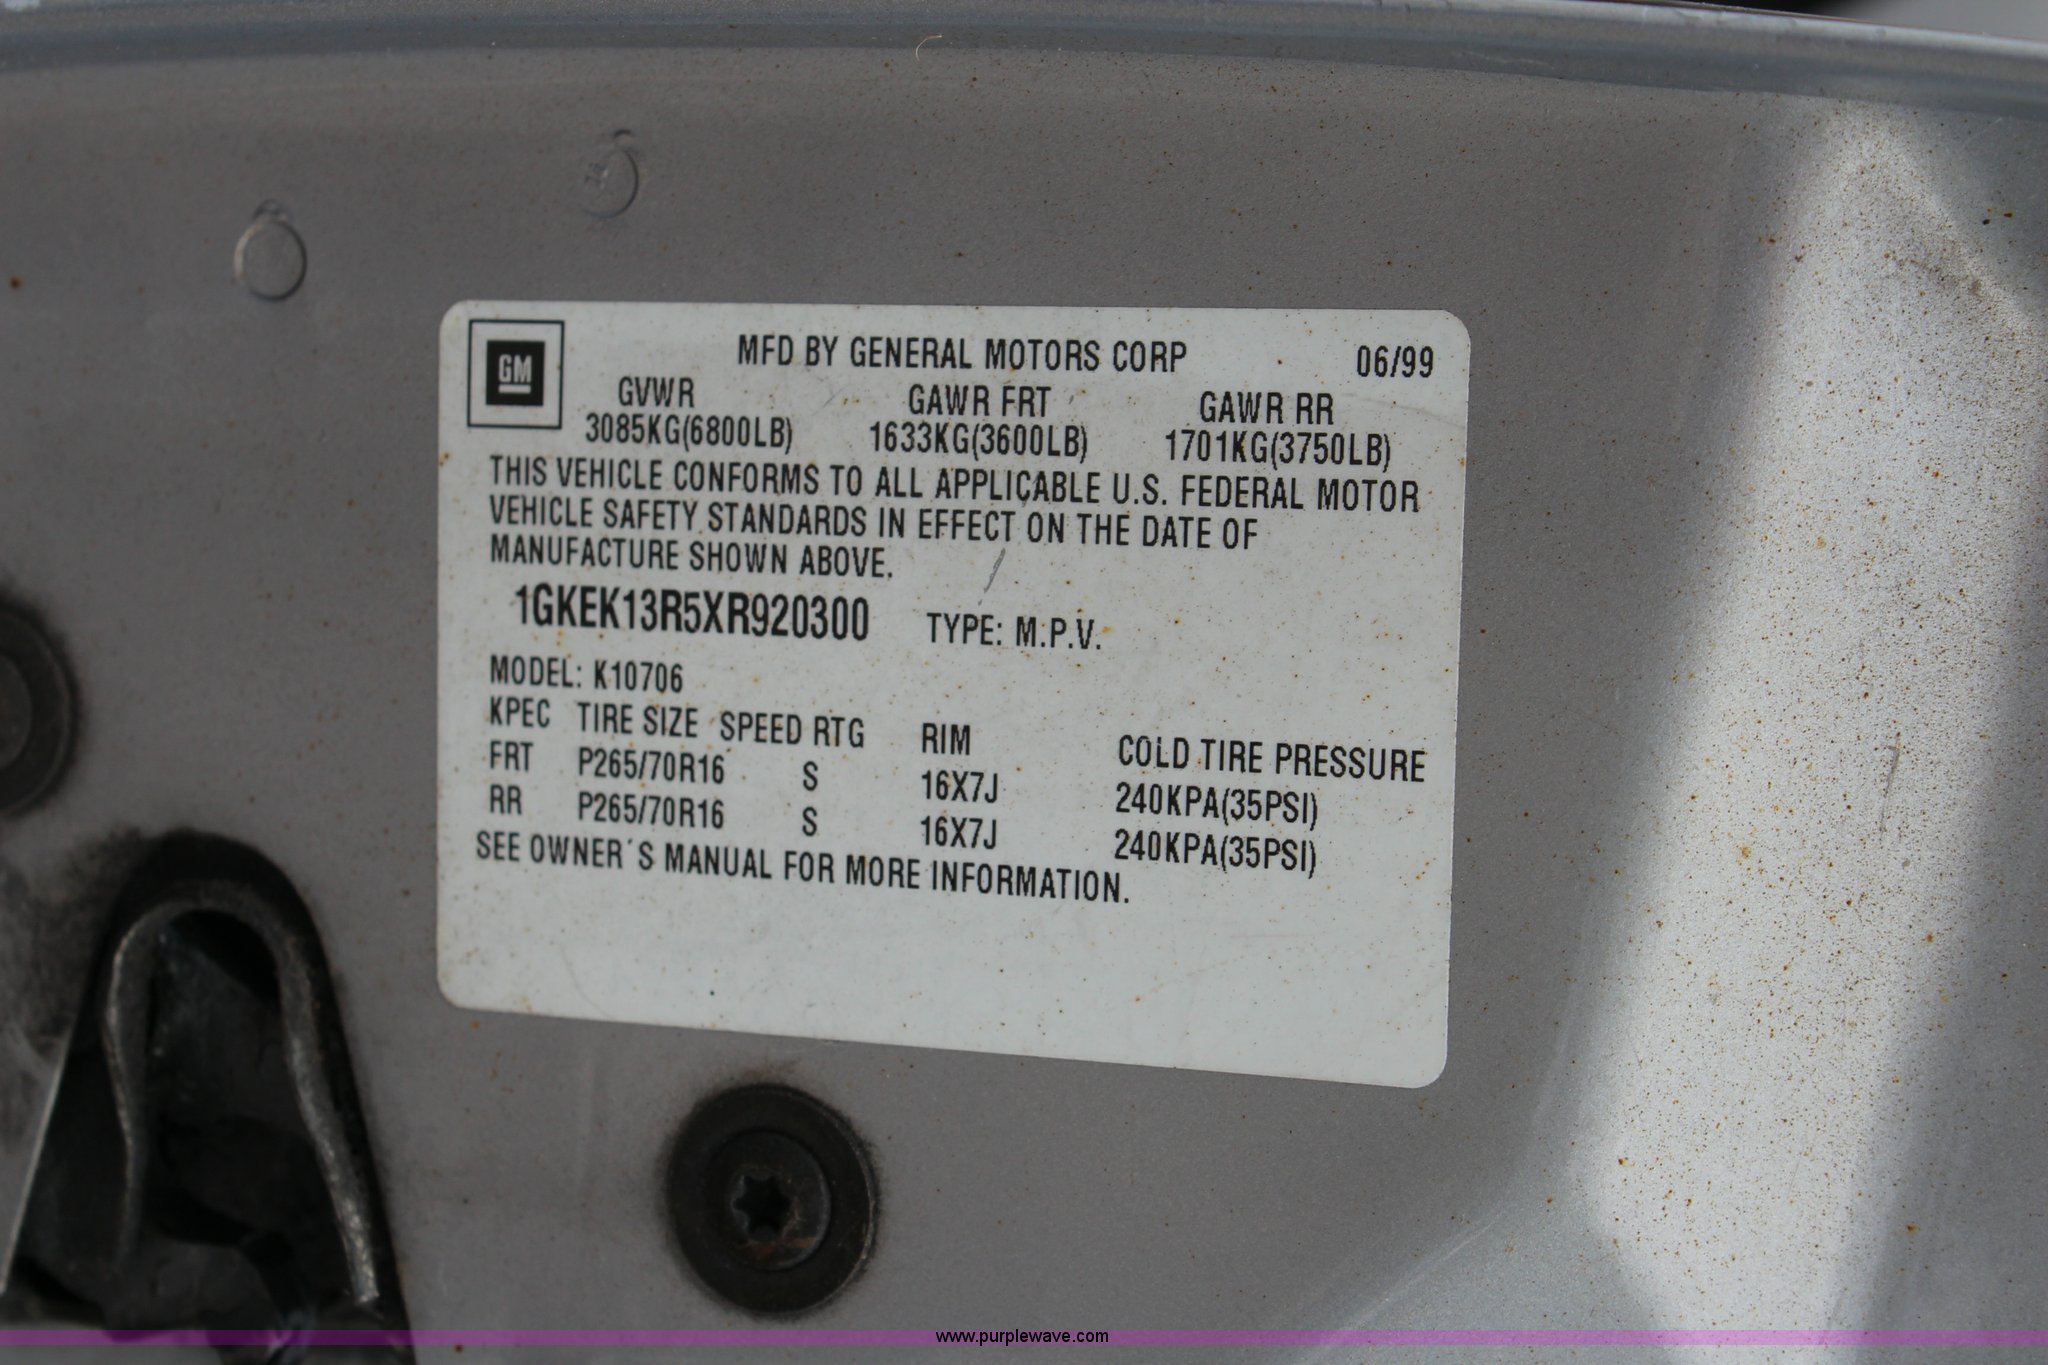 GM
MFD BY GENERAL MOTORS CORP 06/99
GVWR GAWR FRT GAWR RR
3085KG(6800LB) 1633KG(3600LB) 1701KG(3750LB)
THIS VEHICLE CONFORMS TO ALL APPLICABLE U.S. FEDERAL MOTOR
VEHICLE SAFETY STANDARDS IN EFFECT ON THE DATE OF
MANUFACTURE SHOWN ABOVE.
1GKEK13R5XR920300 TYPE: M.P.V.
MODEL: K10706
KPEC TIRE SIZE SPEED RTG RIM COLD TIRE PRESSURE
FRT P265/70R16 S 16X7J 240KPA(35PSI)
RR P265/70R16 S 16X7J 240KPA(35PSI)
SEE OWNER´S MANUAL FOR MORE INFORMATION.
www.purplewave.com